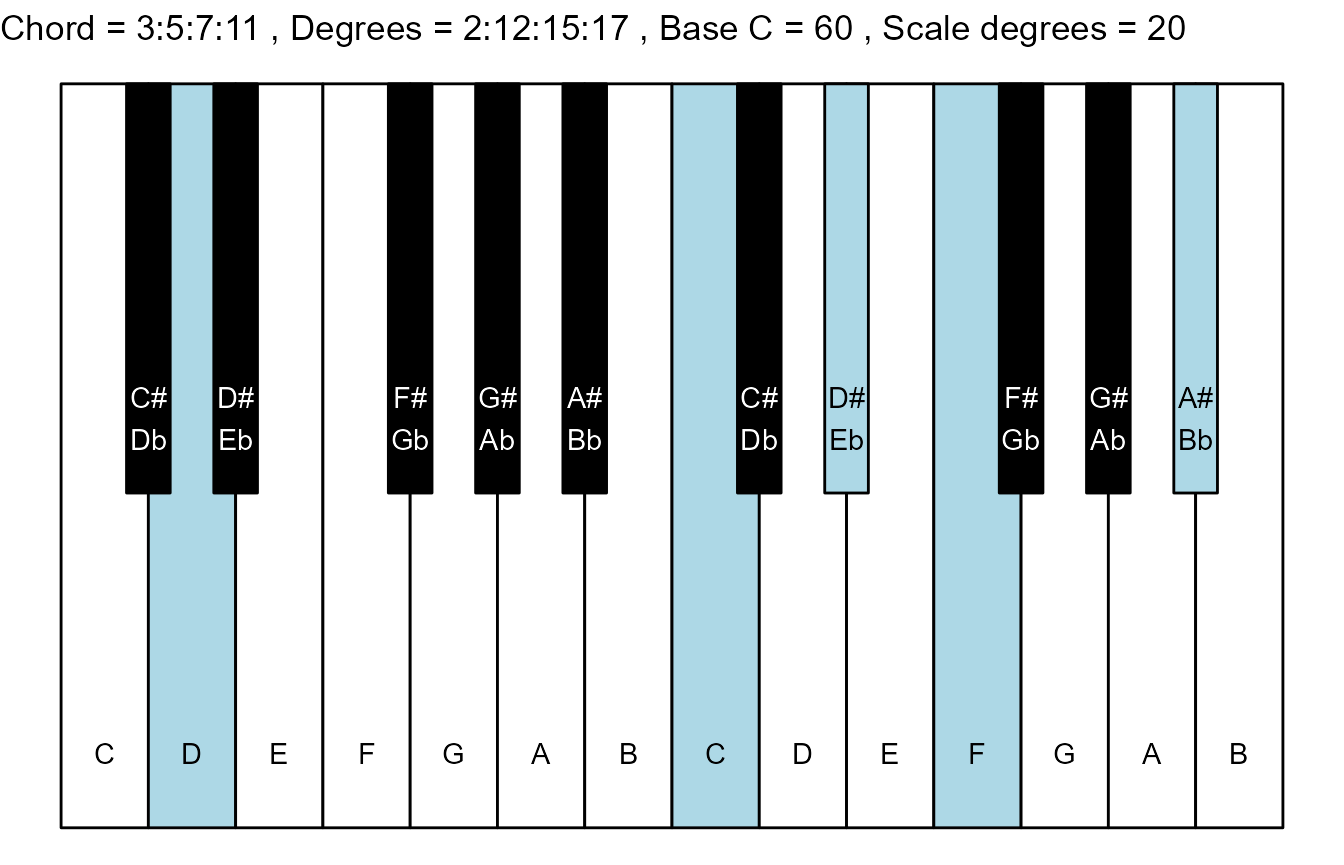 Chord = 3:5:7:11 , Degrees = 2:12:15:17 , Base C = 60 , Scale degrees = 20
C# D# F# G# A# C# D# F# G# A#
Db Eb Gb Ab Bb Db Eb Gb Ab Bb
C D E F G A B C D E F G A B